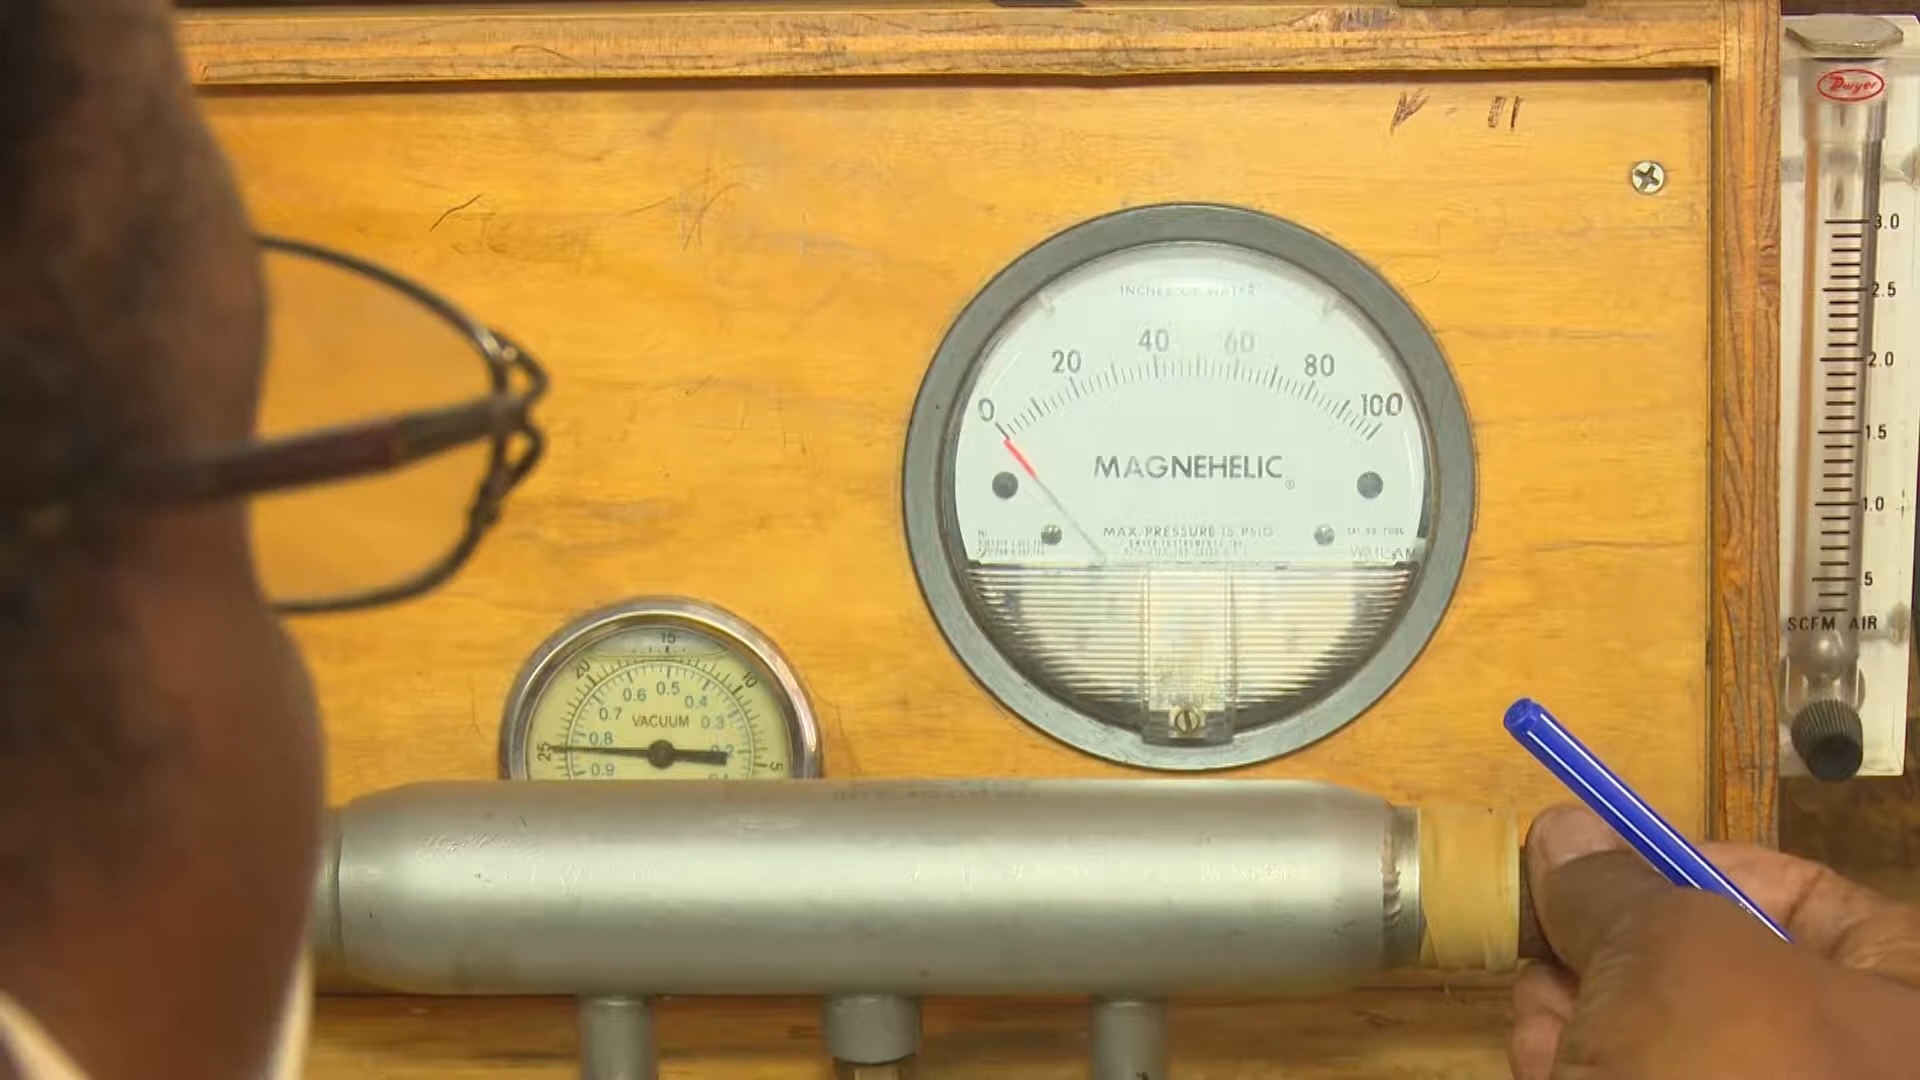 Dwyer
INCHES OF WATER
0 20 40 60 80 100
MAGNEHELIC
®
MAX. PRESSURE 15 PSIG
3.0
2.5
2.0
1.5
1.0
.5
SCFM AIR
15
20 10
0.6 0.5 0.4
0.7 VACUUM 0.3
25 0.8 0.2 5
0.9